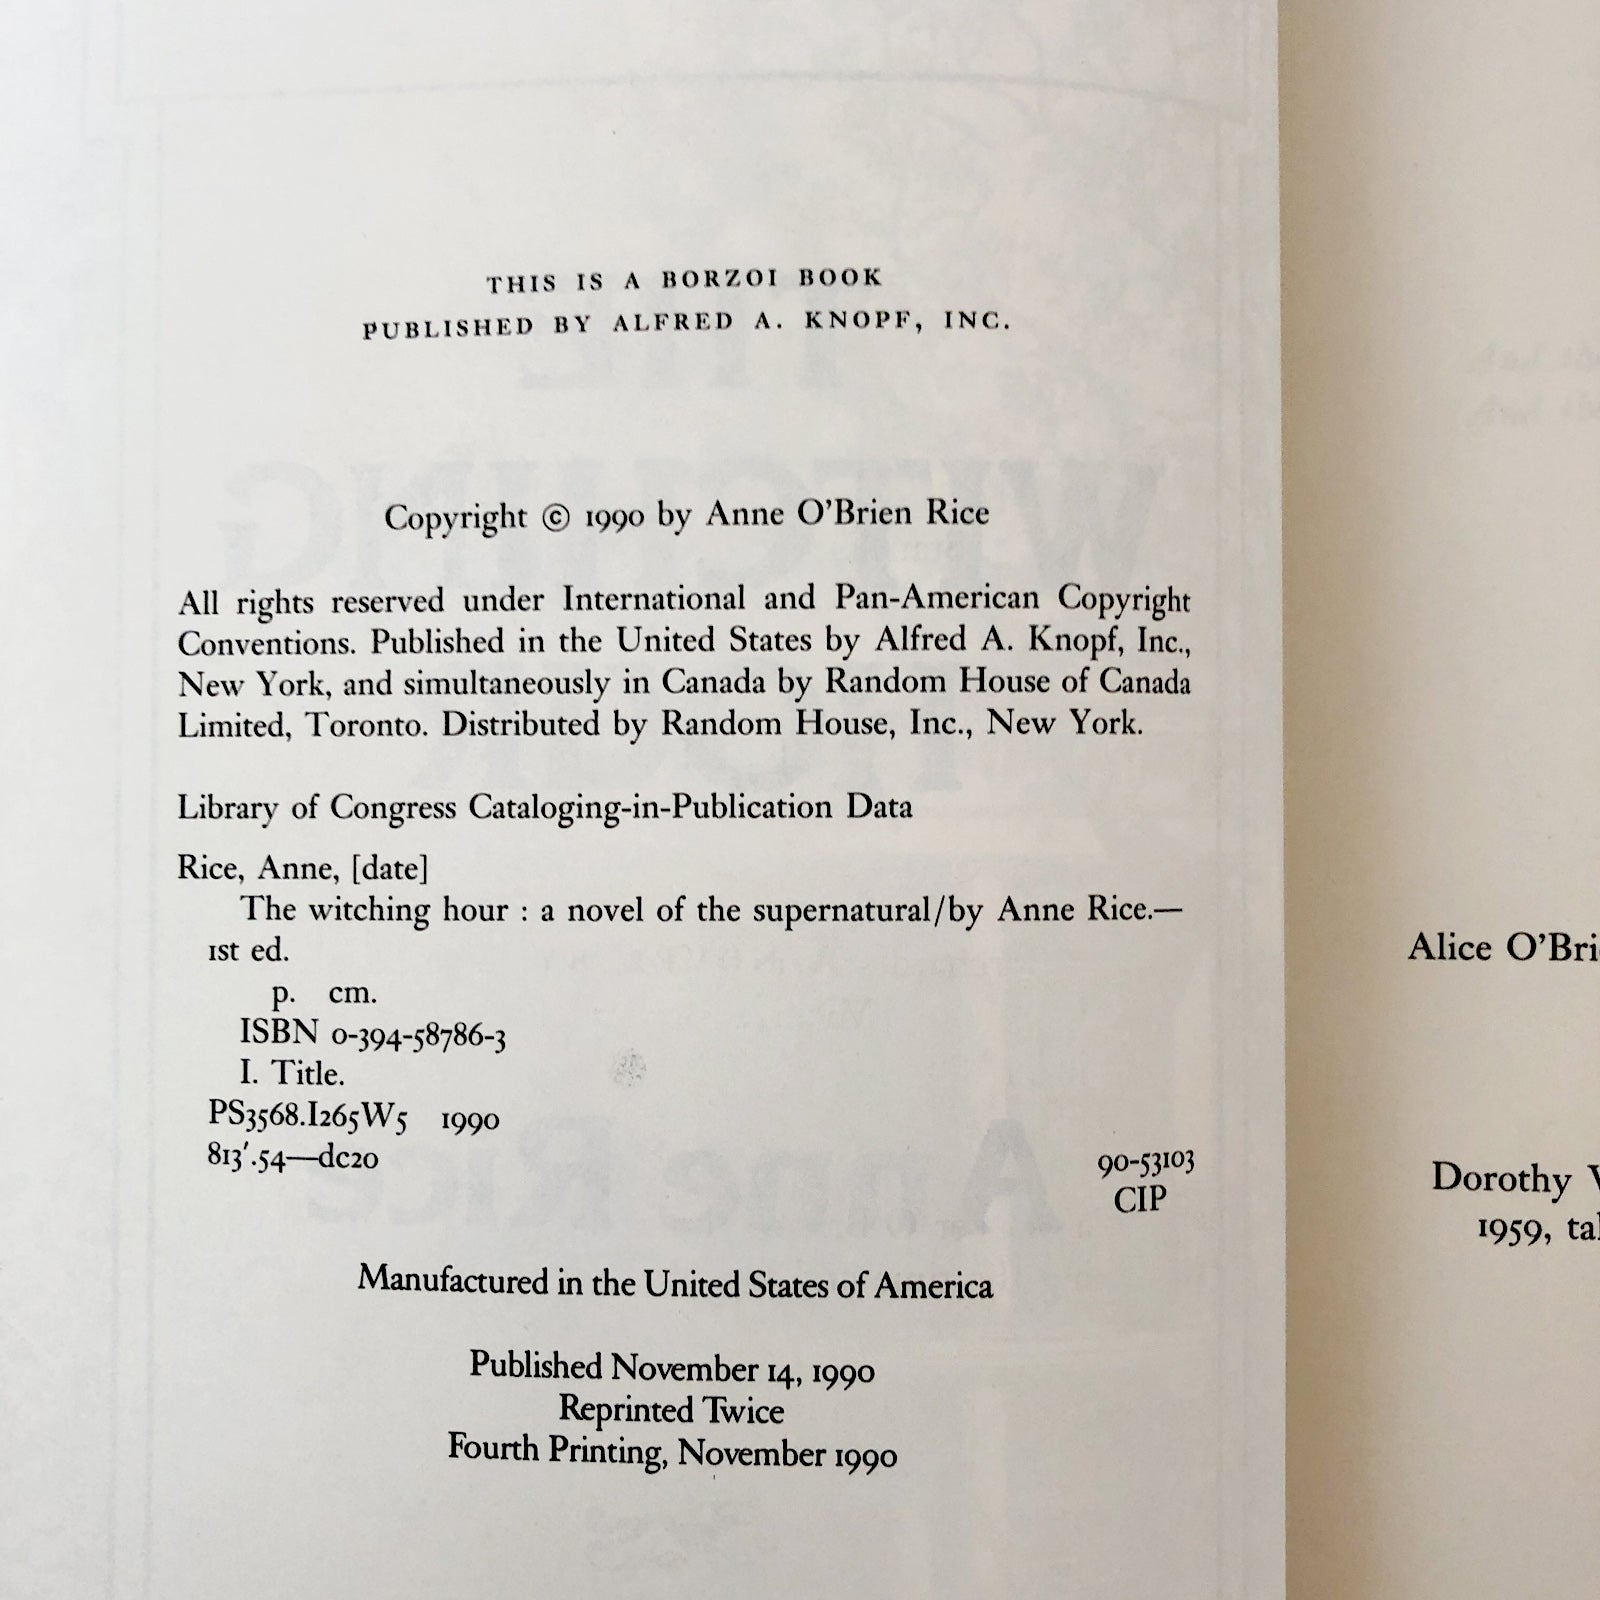 THIS IS A BORZOI BOOK
PUBLISHED BY ALFRED A. KNOPF, INC.
Copyright © 1990 by Anne O'Brien Rice
All rights reserved under International and Pan-American Copyright
Conventions. Published in the United States by Alfred A. Knopf, Inc.,
New York, and simultaneously in Canada by Random House of Canada
Limited, Toronto. Distributed by Random House, Inc., New York.
Library of Congress Cataloging-in-Publication Data
Rice, Anne, [date]
The witching hour : a novel of the supernatural/by Anne Rice.—
1st ed.
p. cm.
ISBN 0-394-58786-3
I. Title.
PS3568.I265W5 1990
813'.54—dc20
90-53103
CIP
Manufactured in the United States of America
Published November 14, 1990
Reprinted Twice
Fourth Printing, November 1990
Alice
Dorothy
1959,